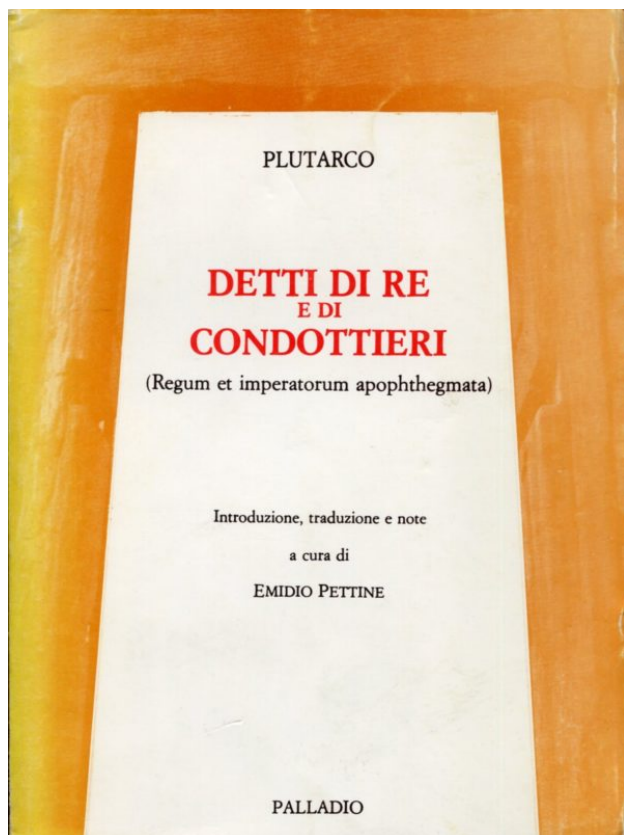 PLUTARCO
DETTI DI RE
E DI
CONDOTTIERI
(Regum et imperatorum apophthegmata)
Introduzione, traduzione e note
a cura di
EMIDIO PETTINE
PALLADIO